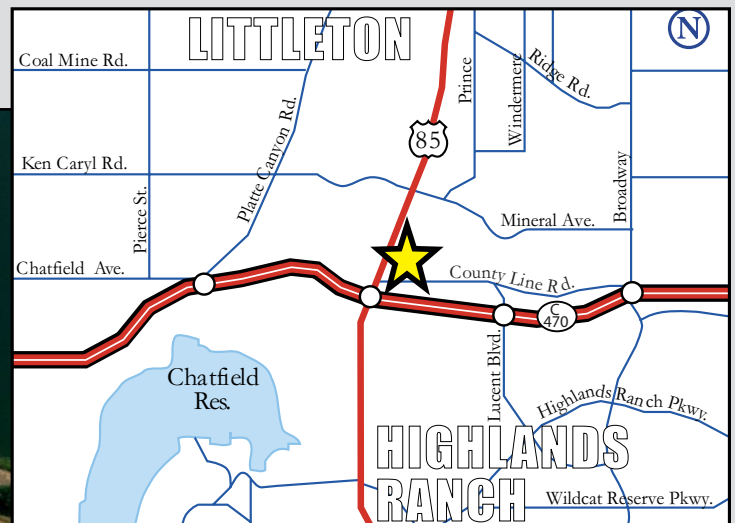 LITTLETON
N
Coal Mine Rd.
Prince
Windermere
Ridge Rd.
85
Platte Canyon Rd.
Ken Caryl Rd.
Pierce St.
Broadway
Mineral Ave.
Chatfield Ave.
County Line Rd.
C
470
Lucent Blvd.
Chatfield
Res.
Highlands Ranch Pkwy.
HIGHLANDS
RANCH
Wildcat Reserve Pkwy.